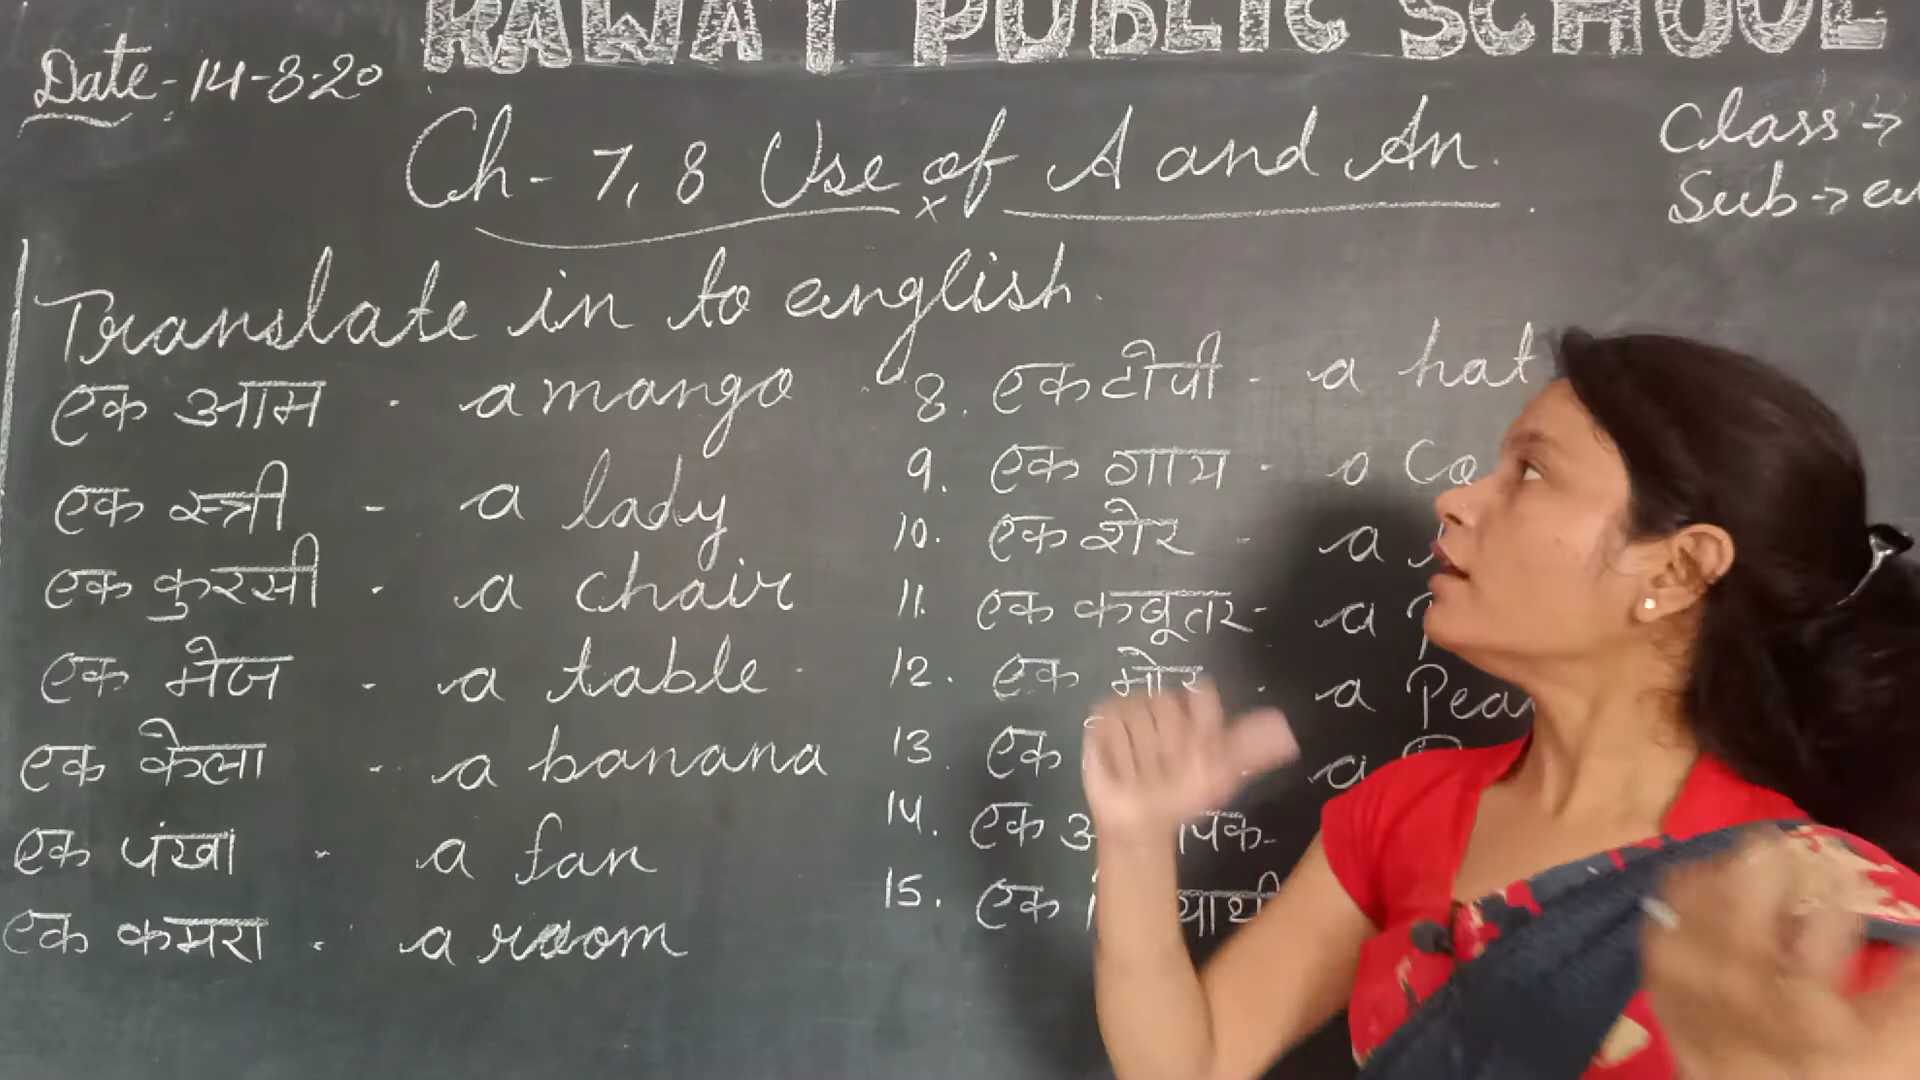 RAWAT PUBLIC SCHOOL
Date - 14-8-20
Class →
Sub →
Ch - 7, 8 Use of A and An.
Translate in to english.
एक आम - a mango
एक स्त्री - a lady
एक कुरसी - a chair
एक मेज - a table
एक केला - a banana
एक पंखा - a fan
एक कमरा - a room
8. एक टोपी - a hat
9. एक गाय - a
10. एक शेर - a
11. एक कबूतर - a
12. एक मोर - a
13. एक a
14. एक
15. एक